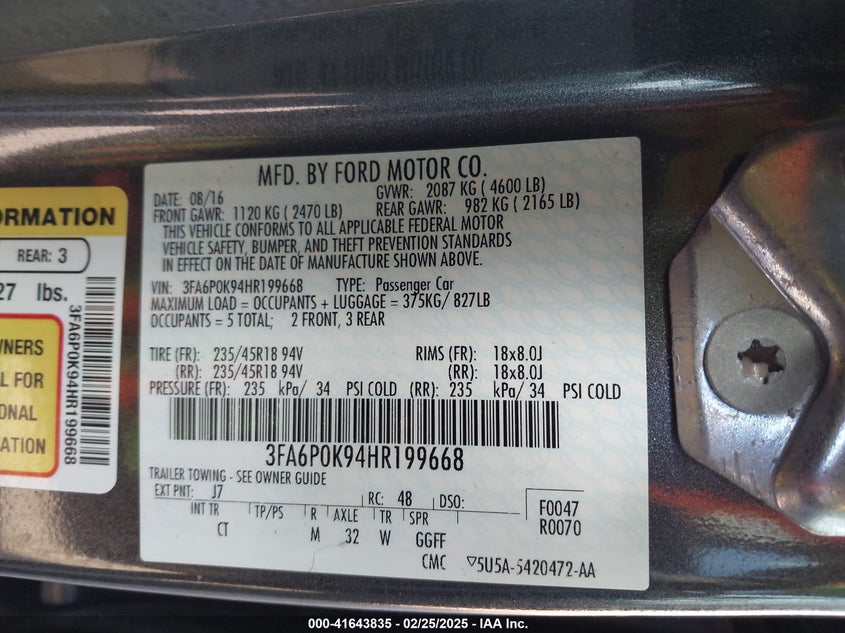 MFD. BY FORD MOTOR CO.
DATE: 08/16 GVWR: 2087 KG ( 4600 LB)
FRONT GAWR: 1120 KG ( 2470 LB) REAR GAWR: 982 KG ( 2165 LB)
THIS VEHICLE CONFORMS TO ALL APPLICABLE FEDERAL MOTOR
VEHICLE SAFETY, BUMPER, AND THEFT PREVENTION STANDARDS
IN EFFECT ON THE DATE OF MANUFACTURE SHOWN ABOVE.
VIN: 3FA6P0K94HR199668 TYPE: Passenger Car
MAXIMUM LOAD = OCCUPANTS + LUGGAGE = 375KG/ 827LB
OCCUPANTS = 5 TOTAL; 2 FRONT, 3 REAR
TIRE (FR): 235/45R18 94V RIMS (FR): 18x8.0J
(RR): 235/45R18 94V (RR): 18x8.0J
PRESSURE (FR): 235 kPa/ 34 PSI COLD (RR): 235 kPa/ 34 PSI COLD
3FA6P0K94HR199668
TRAILER TOWING - SEE OWNER GUIDE
EXT PNT: J7 RC: 48 DSO: F0047
INT TR TP/PS R AXLE TR SPR R0070
CT M 32 W GGFF
CMC ▽5U5A-5420472-AA
ORMATION
REAR: 3
27 lbs.
WNERS
L FOR
ONAL
ATION
3FA6P0K94HR199668
000-41643835 - 02/25/2025 - IAA Inc.